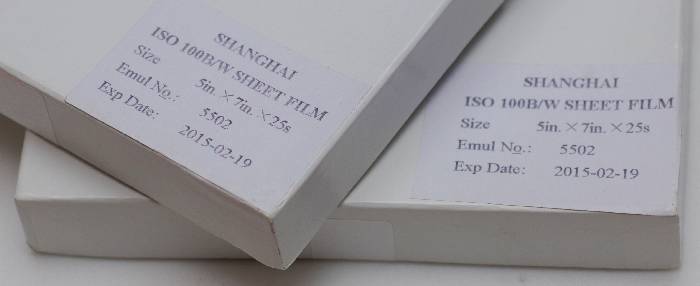 SHANGHAI
ISO 100B/W SHEET FILM
Size 5in.×7in.×25s
Emul No.: 5502
Exp Date: 2015-02-19
SHANGHAI
ISO 100B/W SHEET FILM
Size 5in.×7in.×25s
Emul No.: 5502
Exp Date: 2015-02-19